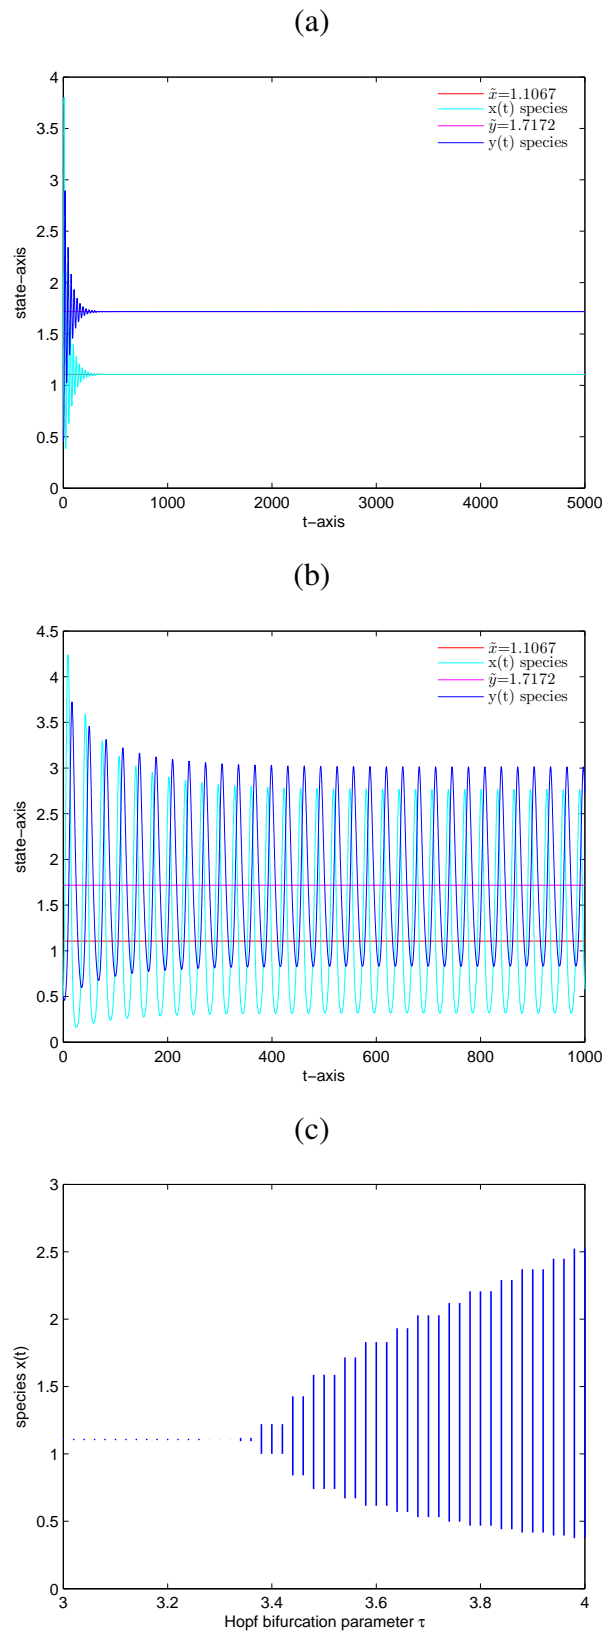 (a)
4
3.5
3
2.5
2
1.5
1
0.5
0
state-axis
x̃=1.1067
x(t) species
ỹ=1.7172
y(t) species
0 1000 2000 3000 4000 5000
t-axis
(b)
4.5
4
3.5
3
2.5
2
1.5
1
0.5
0
state-axis
x̃=1.1067
x(t) species
ỹ=1.7172
y(t) species
0 200 400 600 800 1000
t-axis
(c)
3
2.5
2
1.5
1
0.5
0
species x(t)
3 3.2 3.4 3.6 3.8 4
Hopf bifurcation parameter τ